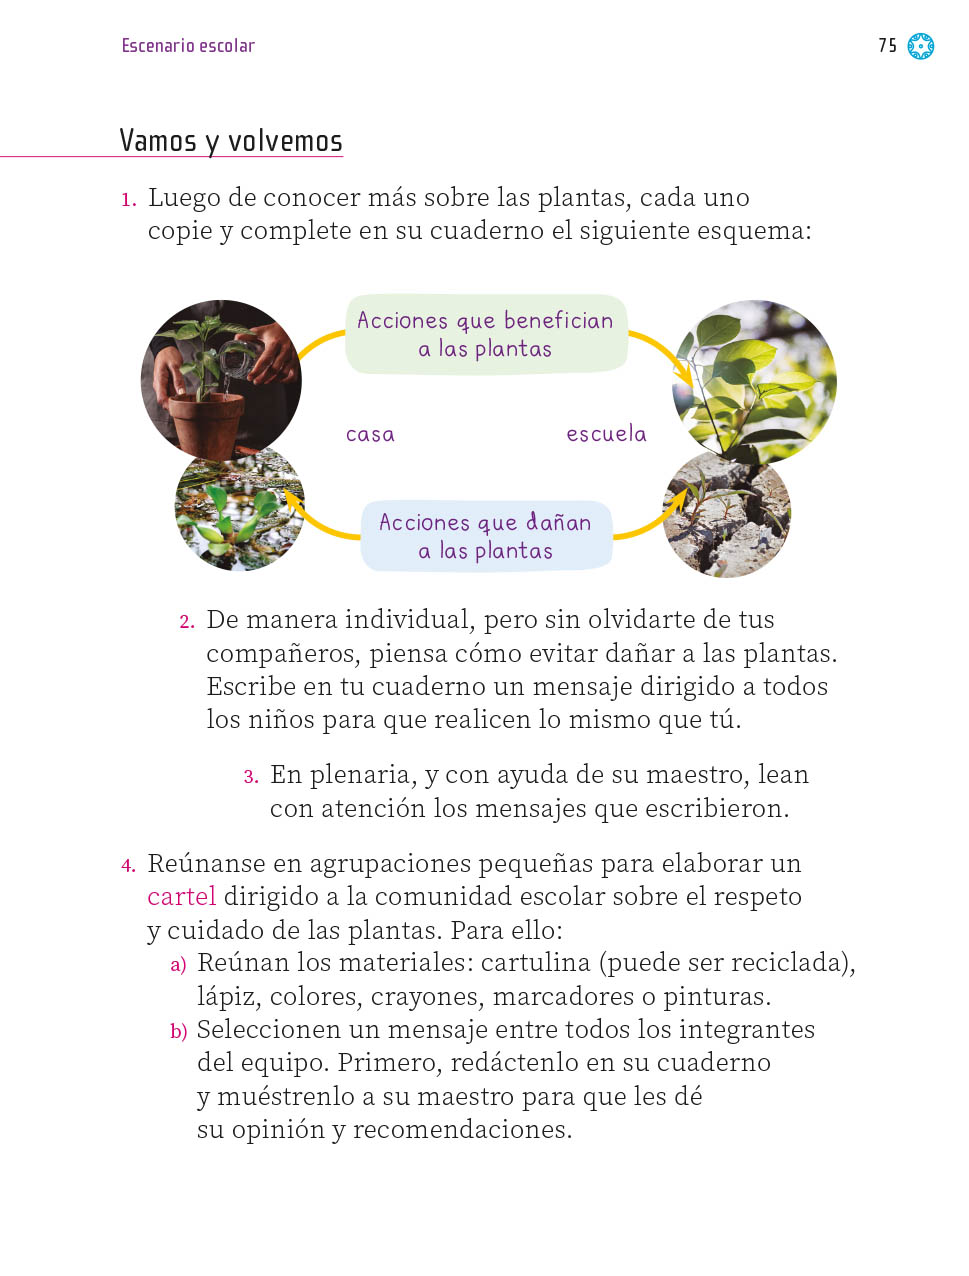 Escenario escolar
75
Vamos y volvemos
1. Luego de conocer más sobre las plantas, cada uno
copie y complete en su cuaderno el siguiente esquema:
Acciones que benefician
a las plantas
casa
escuela
Acciones que dañan
a las plantas
2. De manera individual, pero sin olvidarte de tus
compañeros, piensa cómo evitar dañar a las plantas.
Escribe en tu cuaderno un mensaje dirigido a todos
los niños para que realicen lo mismo que tú.
3. En plenaria, y con ayuda de su maestro, lean
con atención los mensajes que escribieron.
4. Reúnanse en agrupaciones pequeñas para elaborar un
cartel dirigido a la comunidad escolar sobre el respeto
y cuidado de las plantas. Para ello:
a) Reúnan los materiales: cartulina (puede ser reciclada),
lápiz, colores, crayones, marcadores o pinturas.
b) Seleccionen un mensaje entre todos los integrantes
del equipo. Primero, redáctenlo en su cuaderno
y muéstrenlo a su maestro para que les dé
su opinión y recomendaciones.